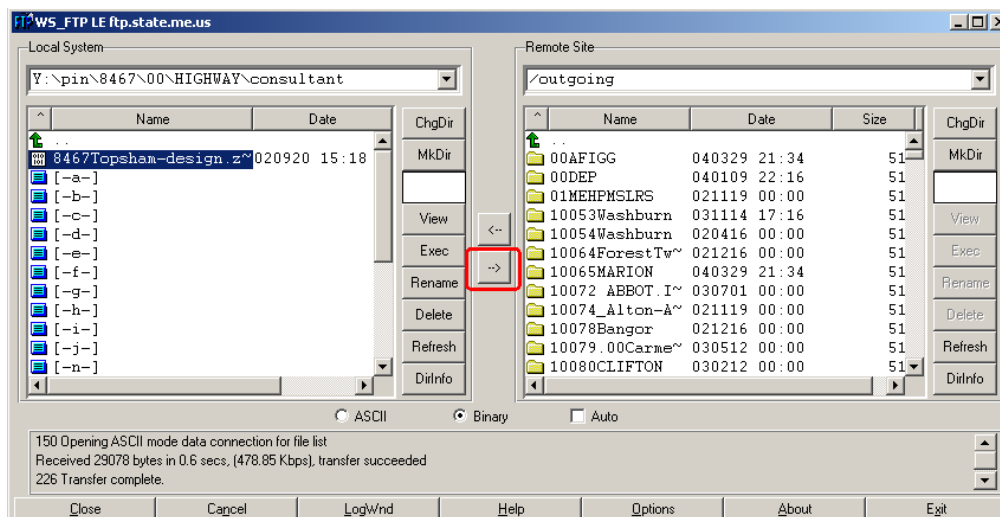 WS_FTP LE ftp.state.me.us
Local System
Y:\pin\8467\00\HIGHWAY\consultant
^ Name Date
..
8467Topsham-design.z~ 020920 15:18
[-a-]
[-b-]
[-c-]
[-d-]
[-e-]
[-f-]
[-g-]
[-h-]
[-i-]
[-j-]
[-n-]
ChgDir
MkDir
View
Exec
Rename
Delete
Refresh
DirInfo
<--
-->
Remote Site
/outgoing
^ Name Date Size
..
00AFIGG 040329 21:34 51
00DEP 040109 22:16 51
01MEHPMSLRS 021119 00:00 51
10053Washburn 031114 17:16 51
10054Washburn 020416 00:00 51
10064ForestTw~ 021216 00:00 51
10065MARION 040329 21:34 51
10072 ABBOT.I~ 030701 00:00 51
10074_Alton-A~ 021119 00:00 51
10078Bangor 021216 00:00 51
10079.00Carme~ 030512 00:00 51
10080CLIFTON 030212 00:00 51
ChgDir
MkDir
View
Exec
Rename
Delete
Refresh
DirInfo
ASCII Binary Auto
150 Opening ASCII mode data connection for file list
Received 29078 bytes in 0.6 secs, (478.85 Kbps), transfer succeeded
226 Transfer complete.
Close Cancel LogWnd Help Options About Exit